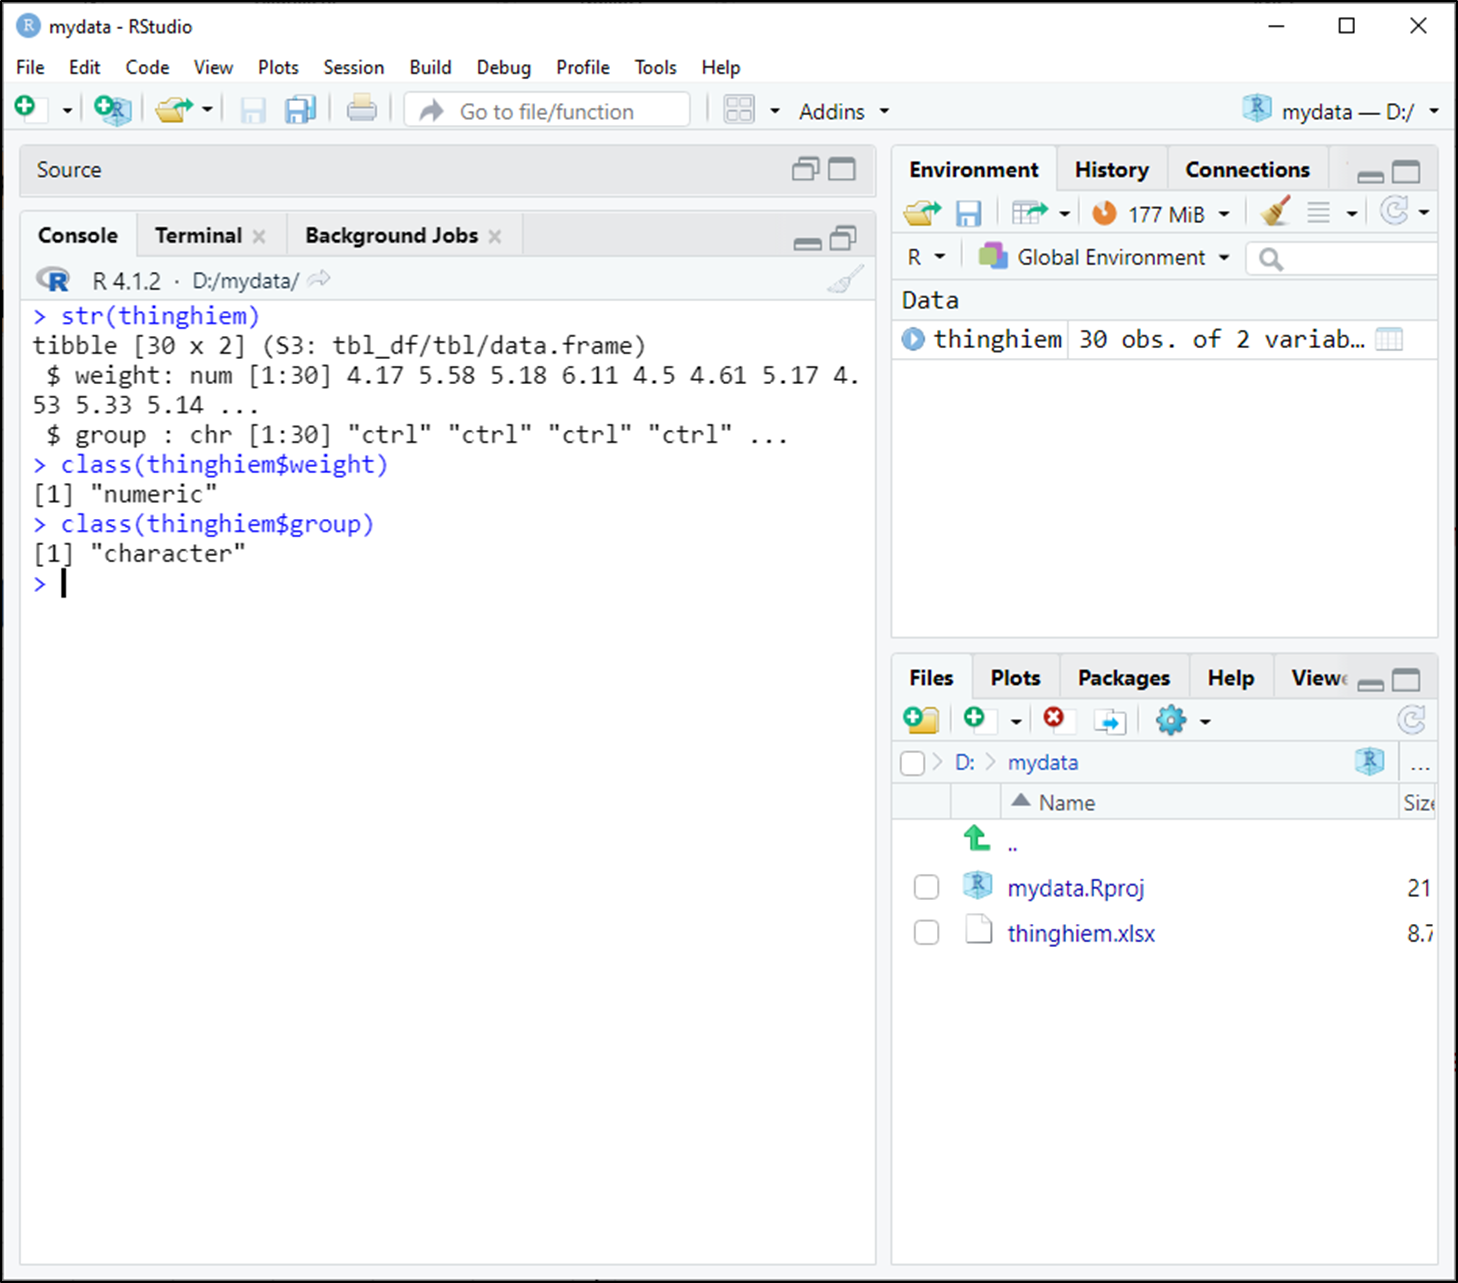 mydata - RStudio
File Edit Code View Plots Session Build Debug Profile Tools Help
Go to file/function Addins mydata — D:/
Source
Console Terminal Background Jobs
R 4.1.2 · D:/mydata/
> str(thinghiem)
tibble [30 x 2] (S3: tbl_df/tbl/data.frame)
$ weight: num [1:30] 4.17 5.58 5.18 6.11 4.5 4.61 5.17 4.
53 5.33 5.14 ...
$ group : chr [1:30] "ctrl" "ctrl" "ctrl" "ctrl" ...
> class(thinghiem$weight)
[1] "numeric"
> class(thinghiem$group)
[1] "character"
>
Environment History Connections
177 MiB
R Global Environment
Data
thinghiem 30 obs. of 2 variab…
Files Plots Packages Help Viewe
D: mydata ...
Name Size
..
mydata.Rproj 21
thinghiem.xlsx 8.7